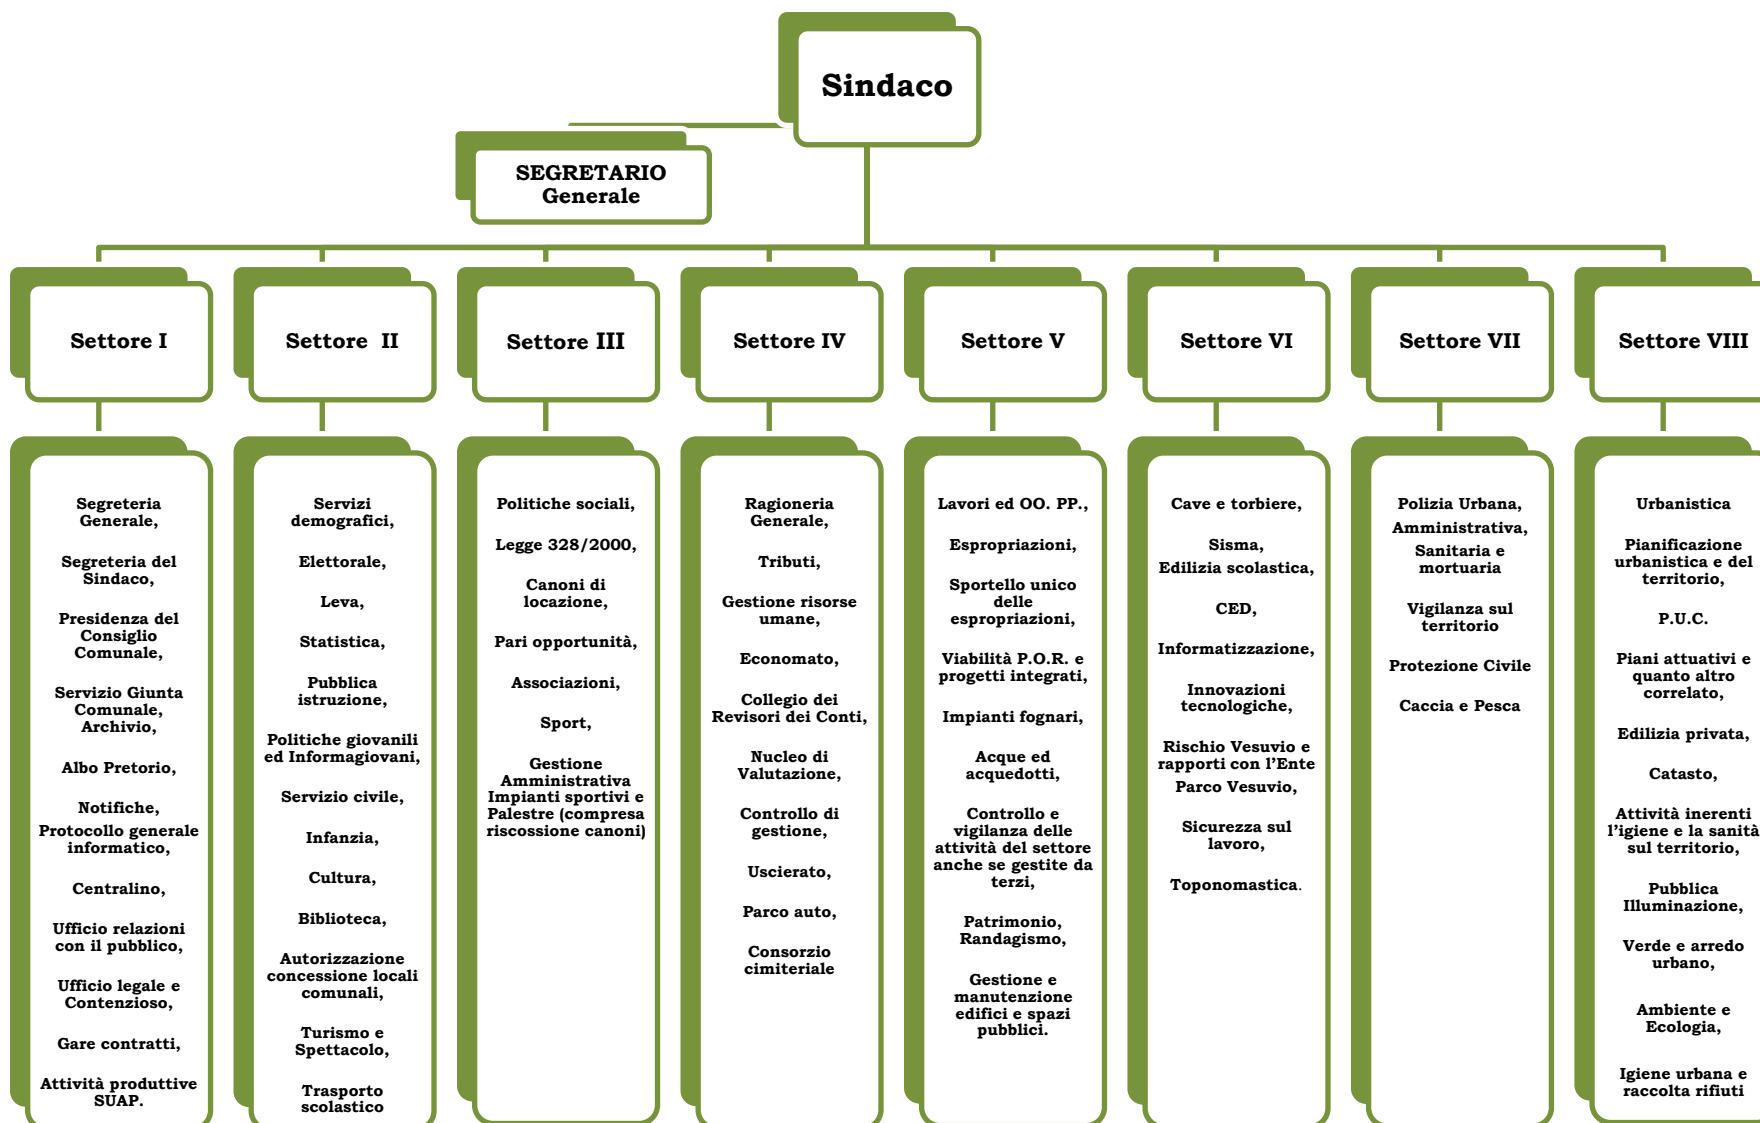 Sindaco
SEGRETARIO
Generale
Settore I
Settore  II
Settore III
Settore IV
Settore V
Settore VI
Settore VII
Settore VIII
Segreteria
Generale,
Segreteria del
Sindaco,
Presidenza del
Consiglio
Comunale,
Servizio Giunta
Comunale,
Archivio,
Albo Pretorio,
Notifiche,
Protocollo generale
informatico,
Centralino,
Ufficio relazioni
con il pubblico,
Ufficio legale e
Contenzioso,
Gare contratti,
Attività produttive
SUAP.
Servizi
demografici,
Elettorale,
Leva,
Statistica,
Pubblica
istruzione,
Politiche giovanili
ed Informagiovani,
Servizio civile,
Infanzia,
Cultura,
Biblioteca,
Autorizzazione
concessione locali
comunali,
Turismo e
Spettacolo,
Trasporto
scolastico
Politiche sociali,
Legge 328/2000,
Canoni di
locazione,
Pari opportunità,
Associazioni,
Sport,
Gestione
Amministrativa
Impianti sportivi e
Palestre (compresa
riscossione canoni)
Ragioneria
Generale,
Tributi,
Gestione risorse
umane,
Economato,
Collegio dei
Revisori dei Conti,
Nucleo di
Valutazione,
Controllo di
gestione,
Uscierato,
Parco auto,
Consorzio
cimiteriale
Lavori ed OO. PP.,
Espropriazioni,
Sportello unico
delle
espropriazioni,
Viabilità P.O.R. e
progetti integrati,
Impianti fognari,
Acque ed
acquedotti,
Controllo e
vigilanza delle
attività del settore
anche se gestite da
terzi,
Patrimonio,
Randagismo,
Gestione e
manutenzione
edifici e spazi
pubblici.
Cave e torbiere,
Sisma,
Edilizia scolastica,
CED,
Informatizzazione,
Innovazioni
tecnologiche,
Rischio Vesuvio e
rapporti con l’Ente
Parco Vesuvio,
Sicurezza sul
lavoro,
Toponomastica.
Polizia Urbana,
Amministrativa,
Sanitaria e
mortuaria
Vigilanza sul
territorio
Protezione Civile
Caccia e Pesca
Urbanistica
Pianificazione
urbanistica e del
territorio,
P.U.C.
Piani attuativi e
quanto altro
correlato,
Edilizia privata,
Catasto,
Attività inerenti
l’igiene e la sanità
sul territorio,
Pubblica
Illuminazione,
Verde e arredo
urbano,
Ambiente e
Ecologia,
Igiene urbana e
raccolta rifiuti